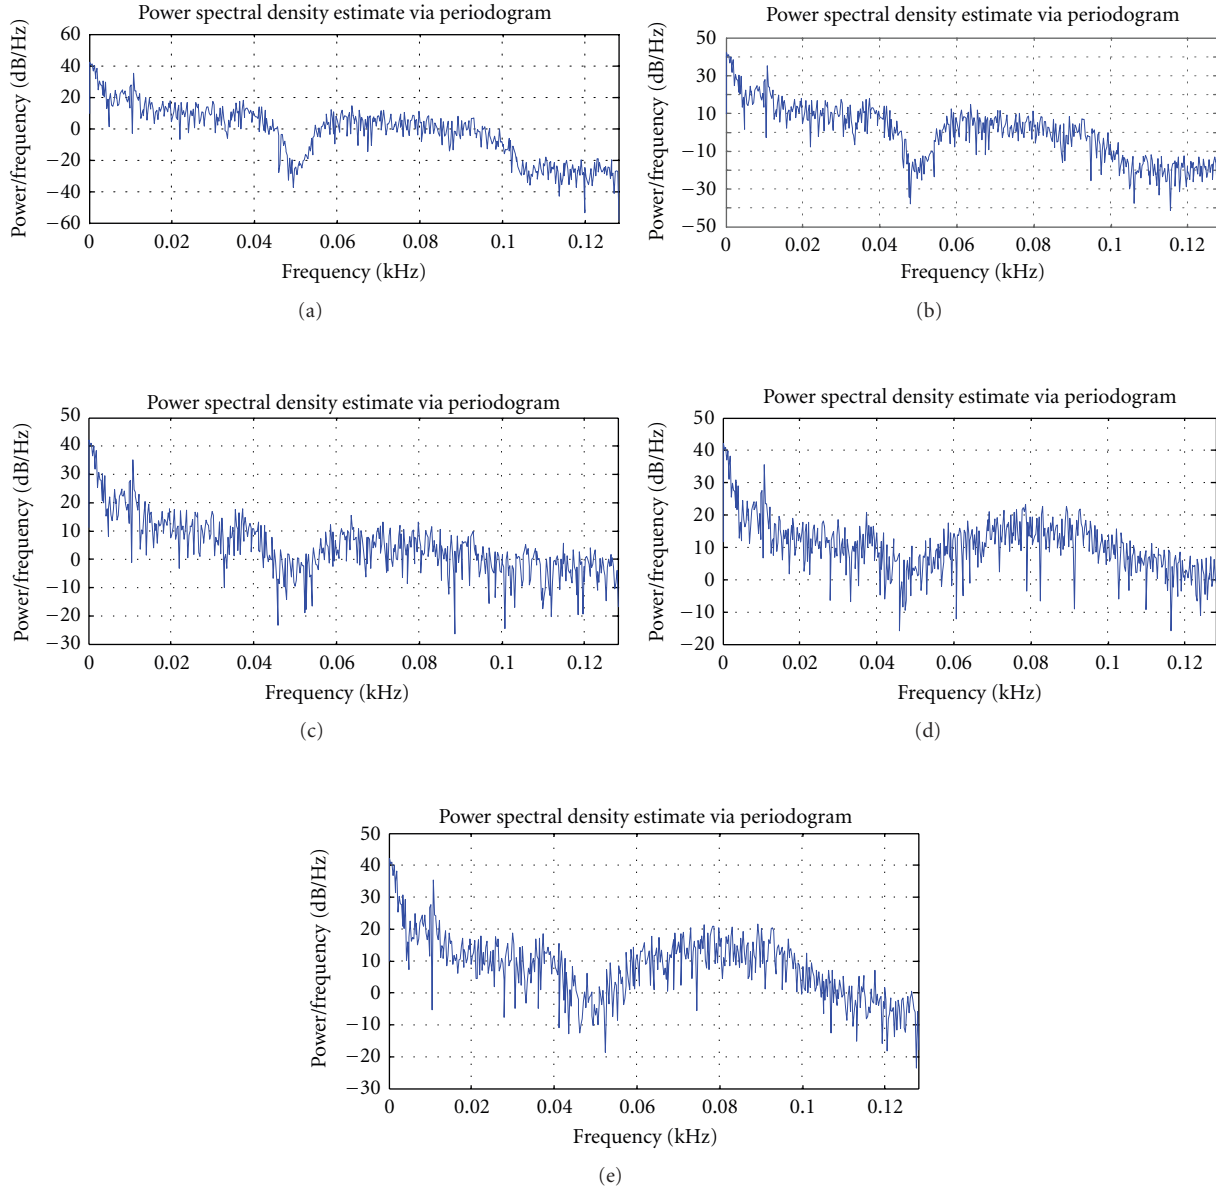 Power spectral density estimate via periodogram
Power/frequency (dB/Hz)
60
40
20
0
−20
−40
−60
0 0.02 0.04 0.06 0.08 0.1 0.12
Frequency (kHz)
(a)
Power spectral density estimate via periodogram
Power/frequency (dB/Hz)
50
30
10
−10
−30
−50
0 0.02 0.04 0.06 0.08 0.1 0.12
Frequency (kHz)
(b)
Power spectral density estimate via periodogram
Power/frequency (dB/Hz)
50
40
30
20
10
0
−10
−20
−30
0 0.02 0.04 0.06 0.08 0.1 0.12
Frequency (kHz)
(c)
Power spectral density estimate via periodogram
Power/frequency (dB/Hz)
50
40
30
20
10
0
−10
−20
0 0.02 0.04 0.06 0.08 0.1 0.12
Frequency (kHz)
(d)
Power spectral density estimate via periodogram
Power/frequency (dB/Hz)
50
40
30
20
10
0
−10
−20
−30
0 0.02 0.04 0.06 0.08 0.1 0.12
Frequency (kHz)
(e)